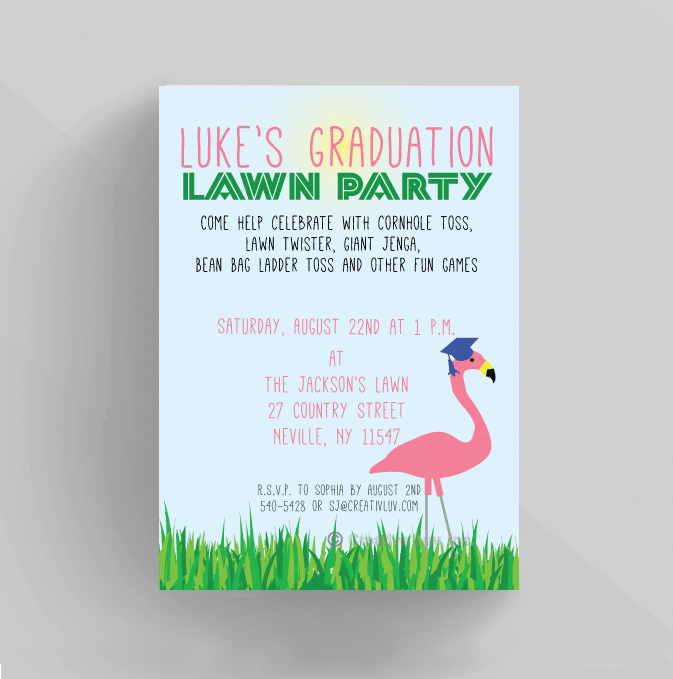 LUKE'S GRADUATION
LAWN PARTY
COME HELP CELEBRATE WITH CORNHOLE TOSS,
LAWN TWISTER, GIANT JENGA,
BEAN BAG LADDER TOSS AND OTHER FUN GAMES
SATURDAY, AUGUST 22ND AT 1 P.M.
AT
THE JACKSON'S LAWN
27 COUNTRY STREET
NEVILLE, NY 11547
R.S.V.P. TO SOPHIA BY AUGUST 2ND
540-5428 OR SJ@CREATIVLUV.COM
©